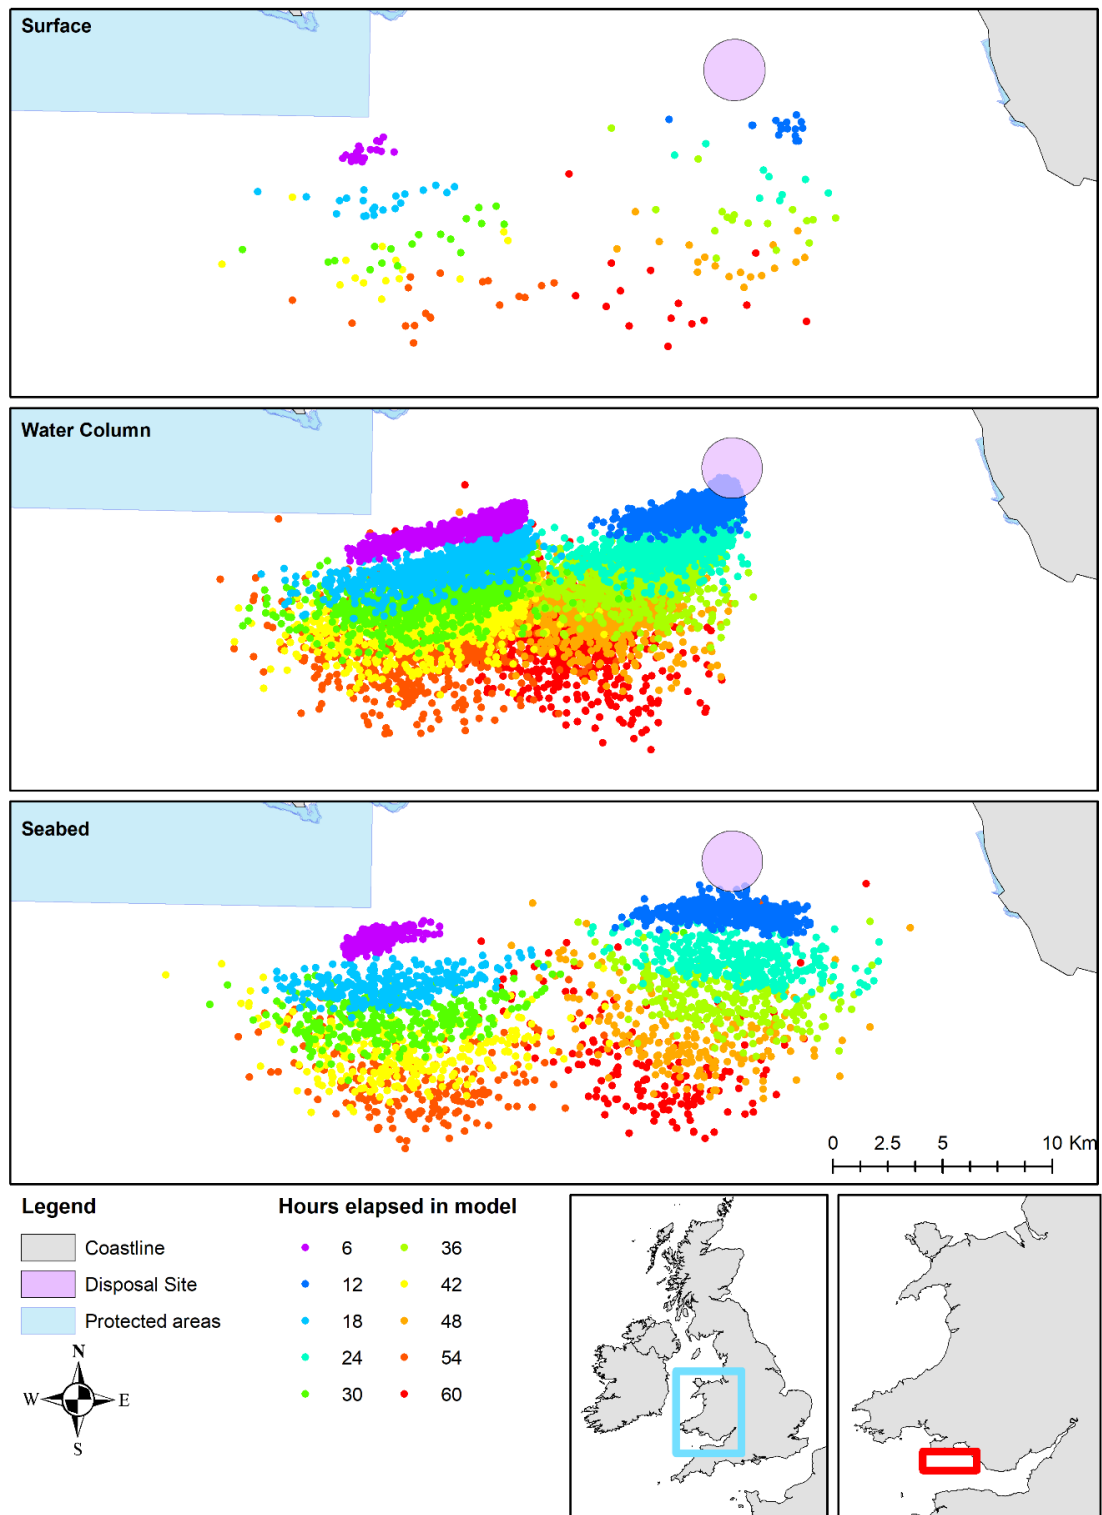 Surface
Water Column
Seabed
0 2.5 5 10 Km
Legend
Coastline
Disposal Site
Protected areas
N
W E
S
Hours elapsed in model
6 36
12 42
18 48
24 54
30 60